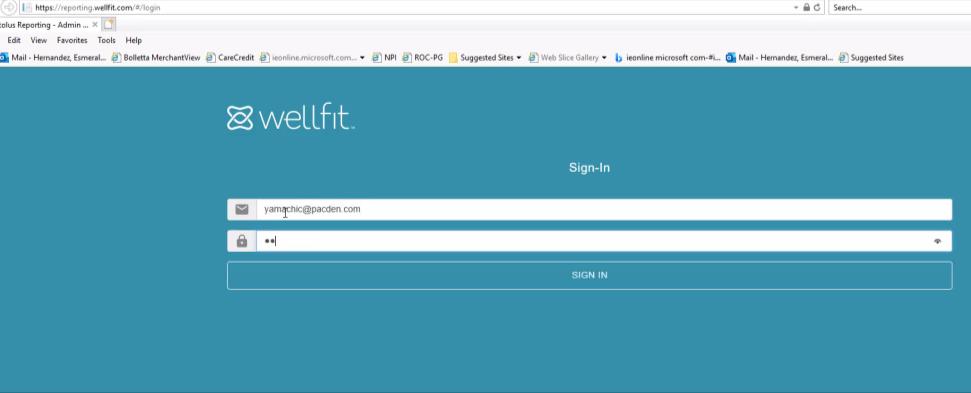 https://reporting.wellfit.com/#/login
Search...
tolus Reporting - Admin ...
Edit View Favorites Tools Help
Mail - Hernandez, Esmeral... Bolletta MerchantView CareCredit ieonline.microsoft.com... NPI ROC-PG Suggested Sites Web Slice Gallery ieonline microsoft com-#i... Mail - Hernandez, Esmeral... Suggested Sites
wellfit™
Sign-In
yamachic@pacden.com
SIGN IN